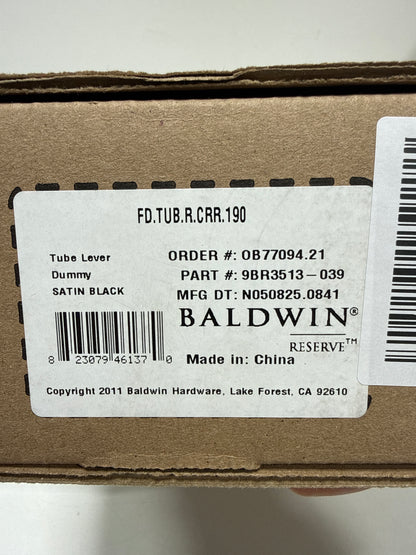 FD.TUB.R.CRR.190
Tube Lever
Dummy
SATIN BLACK
ORDER #: OB77094.21
PART #: 9BR3513-039
MFG DT: N050825.0841
BALDWIN®
RESERVE™
8 23079 46137 0
Made in: China
Copyright 2011 Baldwin Hardware, Lake Forest, CA 92610